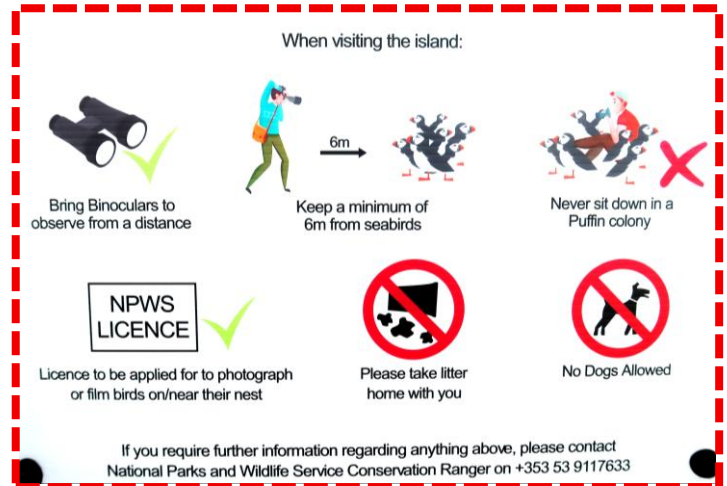 When visiting the island:
6m
Bring Binoculars to
observe from a distance
Keep a minimum of
6m from seabirds
Never sit down in a
Puffin colony
NPWS
LICENCE
Licence to be applied for to photograph
or film birds on/near their nest
Please take litter
home with you
No Dogs Allowed
If you require further information regarding anything above, please contact
National Parks and Wildlife Service Conservation Ranger on +353 53 9117633